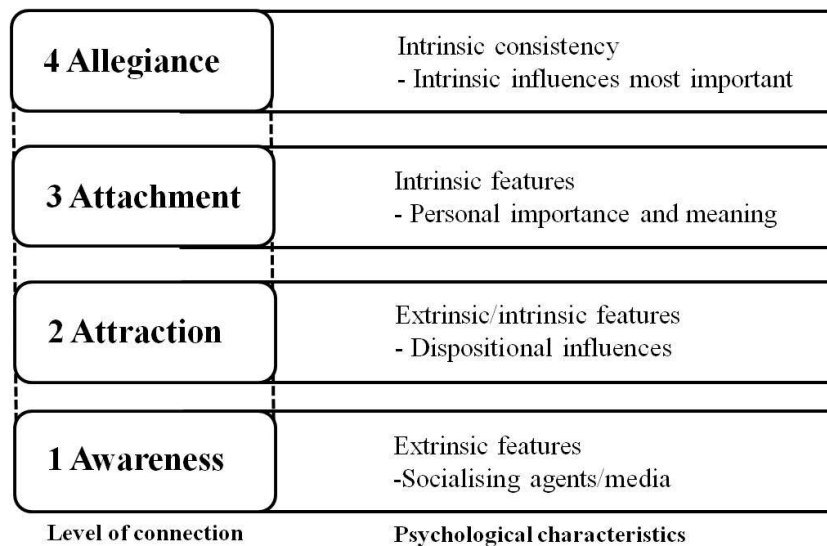 4 Allegiance
Intrinsic consistency
- Intrinsic influences most important
3 Attachment
Intrinsic features
- Personal importance and meaning
2 Attraction
Extrinsic/intrinsic features
- Dispositional influences
1 Awareness
Extrinsic features
-Socialising agents/media
Level of connection
Psychological characteristics